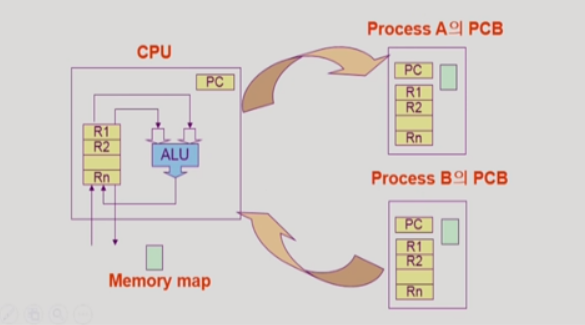 CPU
PC
R1
R2
Rn
ALU
Memory map
Process A의 PCB
PC
R1
R2
Rn
Process B의 PCB
PC
R1
R2
Rn